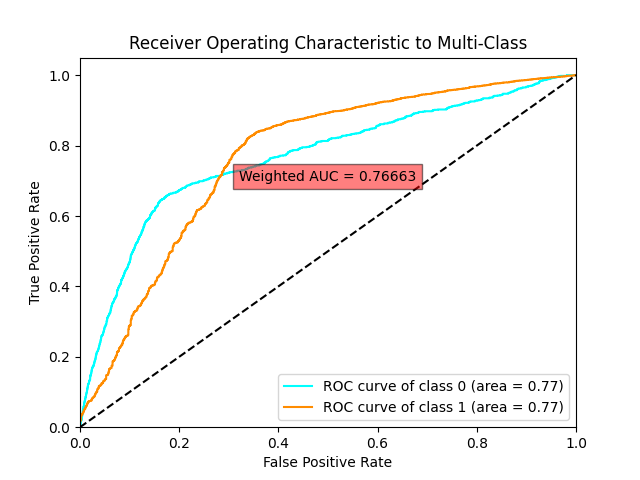 Receiver Operating Characteristic to Multi-Class
True Positive Rate
1.0
0.8
0.6
0.4
0.2
0.0
Weighted AUC = 0.76663
ROC curve of class 0 (area = 0.77)
ROC curve of class 1 (area = 0.77)
0.0 0.2 0.4 0.6 0.8 1.0
False Positive Rate